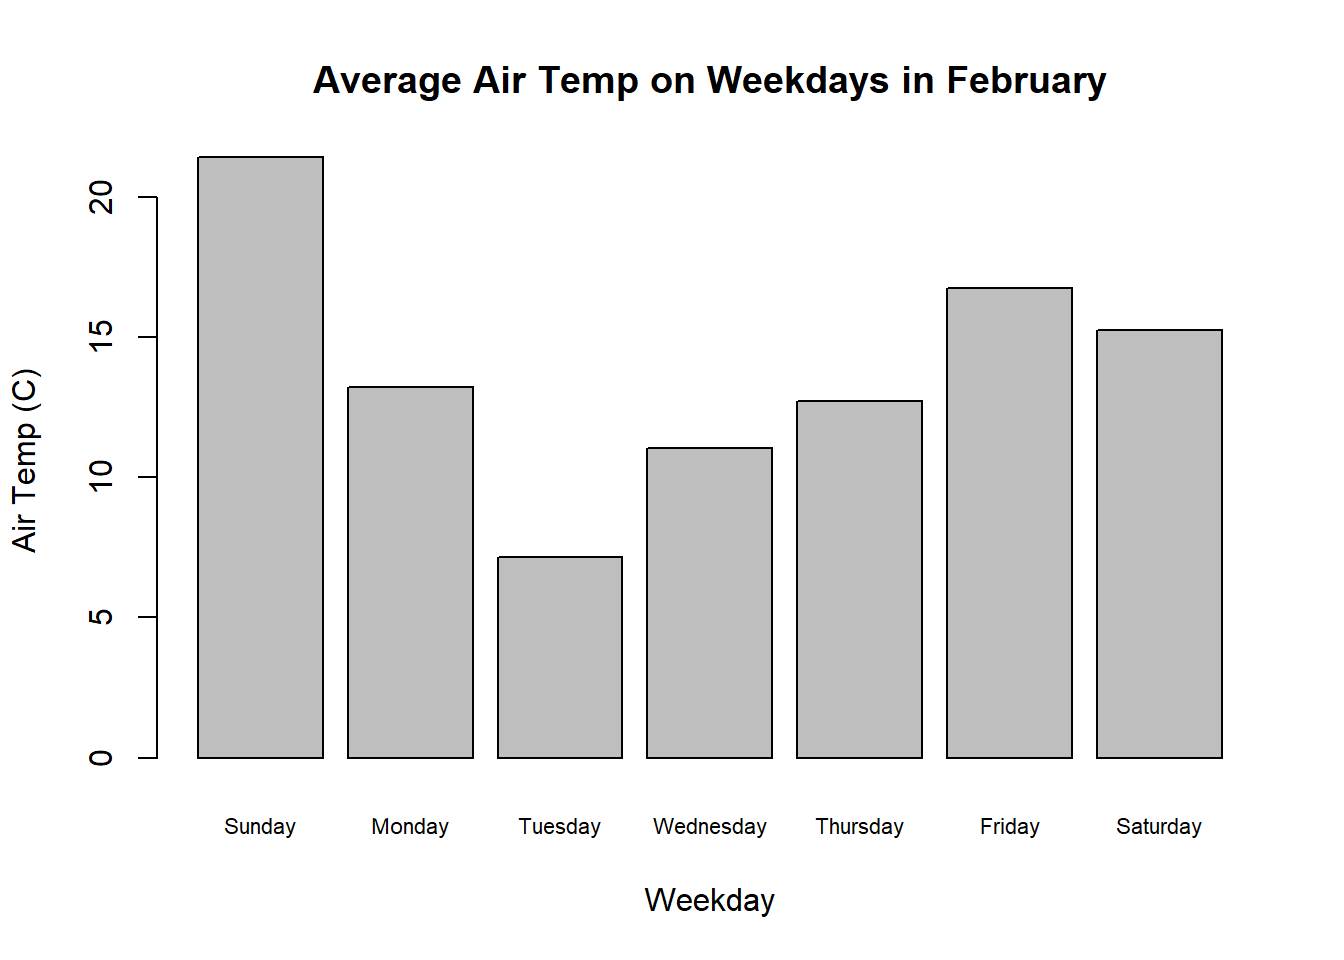 Average Air Temp on Weekdays in February
Air Temp (C)
20
15
10
5
0
Sunday Monday Tuesday Wednesday Thursday Friday Saturday
Weekday